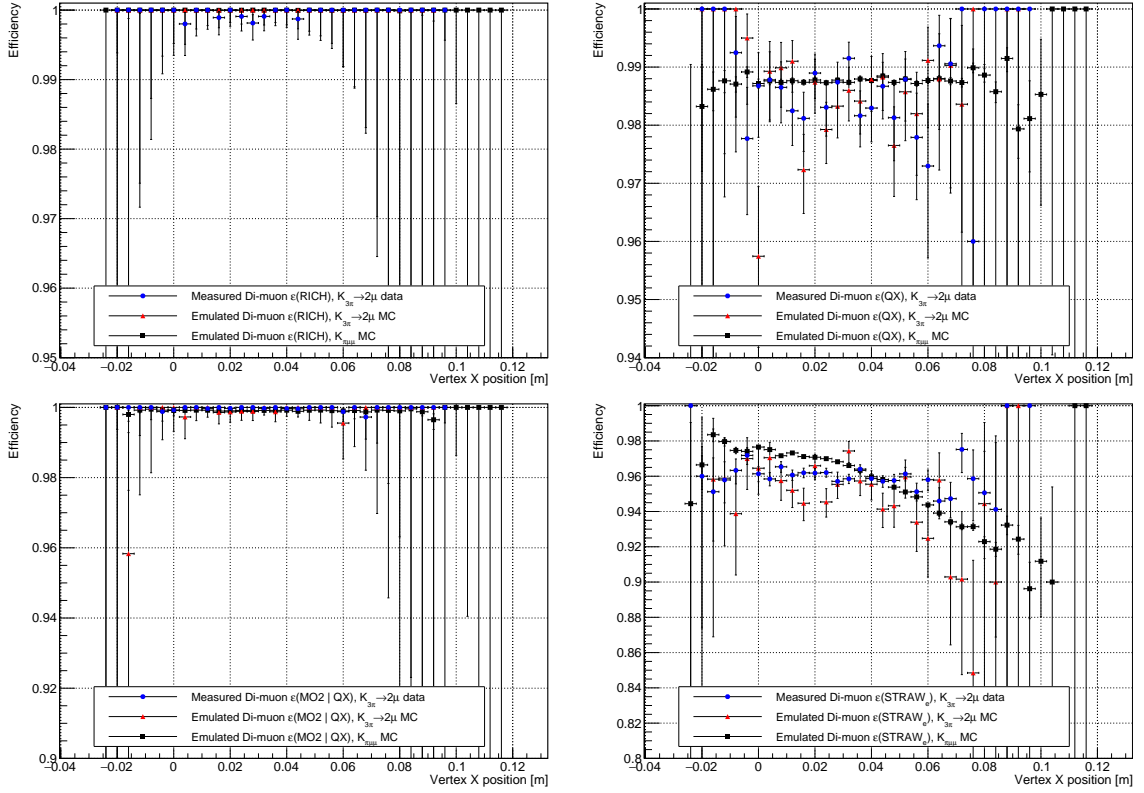 Efficiency
1
0.99
0.98
0.97
0.96
0.95
Measured Di-muon ε(RICH), K3π→2μ data
Emulated Di-muon ε(RICH), K3π→2μ MC
Emulated Di-muon ε(RICH), Kπμμ MC
−0.04 −0.02 0 0.02 0.04 0.06 0.08 0.1 0.12
Vertex X position [m]
Efficiency
1
0.99
0.98
0.97
0.96
0.95
0.94
Measured Di-muon ε(QX), K3π→2μ data
Emulated Di-muon ε(QX), K3π→2μ MC
Emulated Di-muon ε(QX), Kπμμ MC
−0.04 −0.02 0 0.02 0.04 0.06 0.08 0.1 0.12
Vertex X position [m]
Efficiency
1
0.98
0.96
0.94
0.92
0.9
Measured Di-muon ε(MO2 | QX), K3π→2μ data
Emulated Di-muon ε(MO2 | QX), K3π→2μ MC
Emulated Di-muon ε(MO2 | QX), Kπμμ MC
−0.04 −0.02 0 0.02 0.04 0.06 0.08 0.1 0.12
Vertex X position [m]
Efficiency
1
0.98
0.96
0.94
0.92
0.9
0.88
0.86
0.84
0.82
0.8
Measured Di-muon ε(STRAWe), K3π→2μ data
Emulated Di-muon ε(STRAWe), K3π→2μ MC
Emulated Di-muon ε(STRAWe), Kπμμ MC
−0.04 −0.02 0 0.02 0.04 0.06 0.08 0.1 0.12
Vertex X position [m]